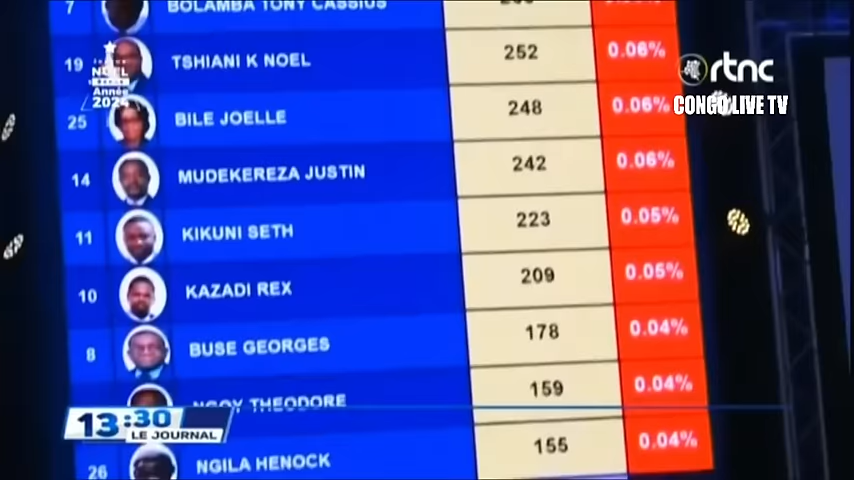 7 BOLAMBA TONY CASSIUS
19 TSHIANI K NOEL 252 0.06%
25 BILE JOELLE 248 0.06%
14 MUDEKEREZA JUSTIN 242 0.06%
11 KIKUNI SETH 223 0.05%
10 KAZADI REX 209 0.05%
8 BUSE GEORGES 178 0.04%
NGOY THEODORE 159 0.04%
26 NGILA HENOCK 155 0.04%
NOËL
Année
2024
rtnc
CONGO LIVE TV
13:30
LE JOURNAL